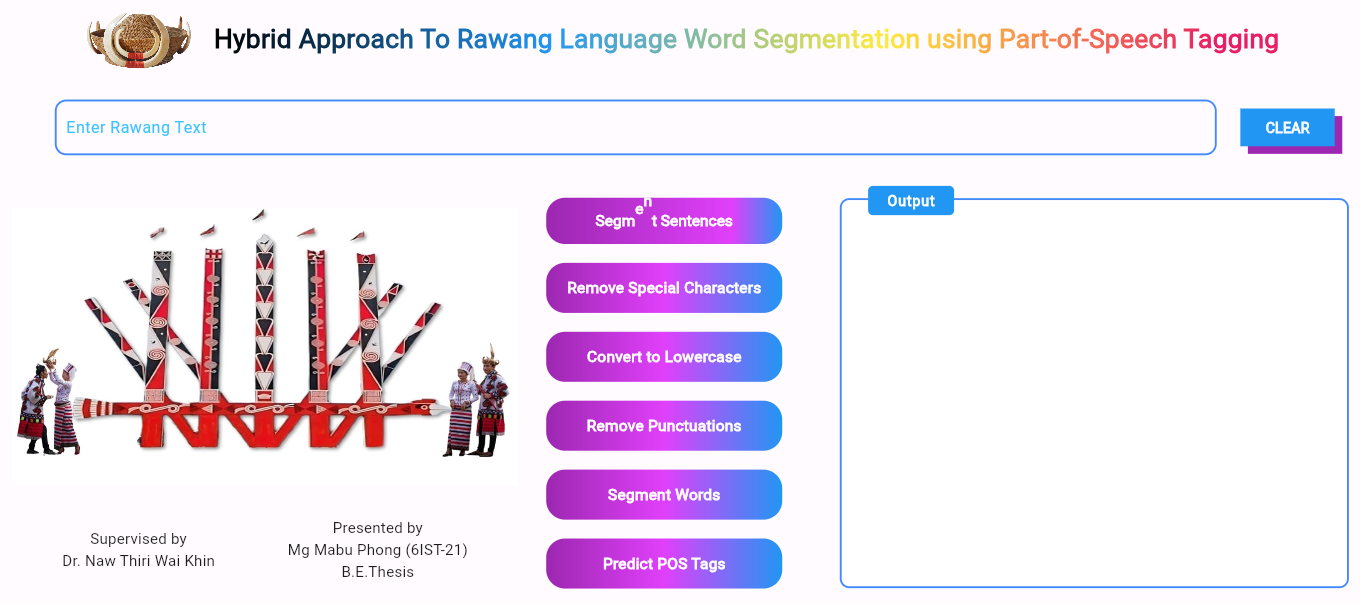 Hybrid Approach To Rawang Language Word Segmentation using Part-of-Speech Tagging
Enter Rawang Text
CLEAR
Segment Sentences
Remove Special Characters
Convert to Lowercase
Remove Punctuations
Segment Words
Predict POS Tags
Output
Supervised by
Dr. Naw Thiri Wai Khin
Presented by
Mg Mabu Phong (6IST-21)
B.E.Thesis